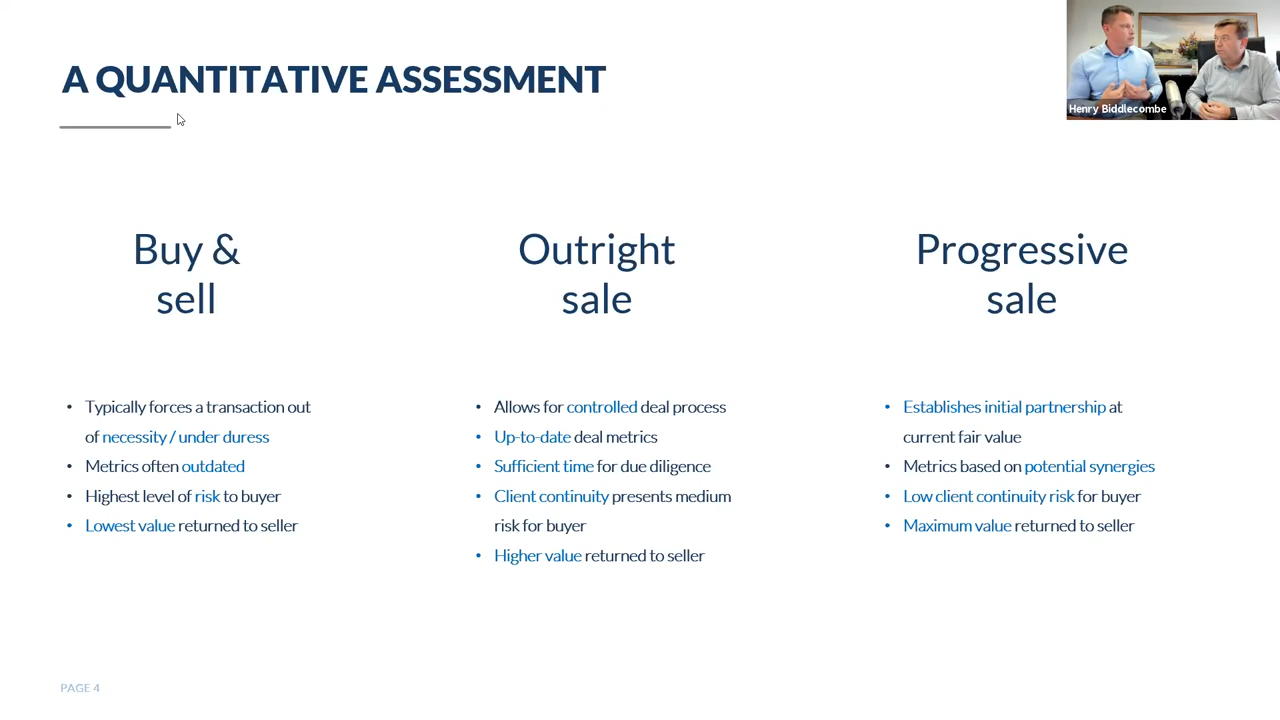 A QUANTITATIVE ASSESSMENT
Henry Biddlecombe
Buy &
sell
• Typically forces a transaction out
of necessity / under duress
• Metrics often outdated
• Highest level of risk to buyer
• Lowest value returned to seller
Outright
sale
• Allows for controlled deal process
• Up-to-date deal metrics
• Sufficient time for due diligence
• Client continuity presents medium
risk for buyer
• Higher value returned to seller
Progressive
sale
• Establishes initial partnership at
current fair value
• Metrics based on potential synergies
• Low client continuity risk for buyer
• Maximum value returned to seller
PAGE 4